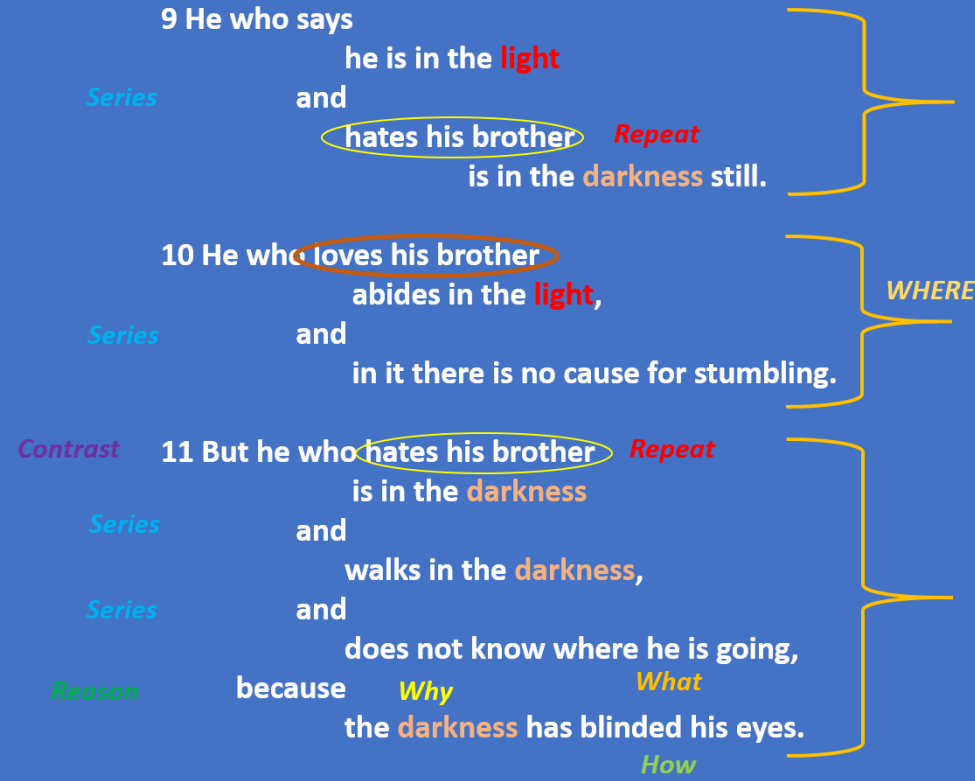 9 He who says
he is in the light
Series and
hates his brother Repeat
is in the darkness still.
10 He who loves his brother
abides in the light, WHERE
Series and
in it there is no cause for stumbling.
Contrast 11 But he who hates his brother Repeat
is in the darkness
Series and
walks in the darkness,
Series and
does not know where he is going,
Reason because Why What
the darkness has blinded his eyes.
How